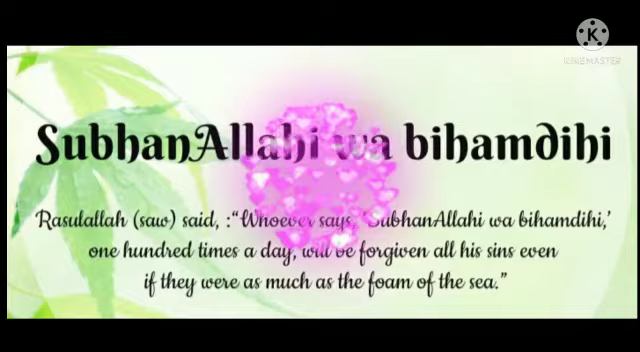 K
KINEMASTER
SubhanAllahi wa bihamdihi
Rasulallah (saw) said, :“Whoever says, ‘SubhanAllahi wa bihamdihi,’
one hundred times a day, will be forgiven all his sins even
if they were as much as the foam of the sea.”